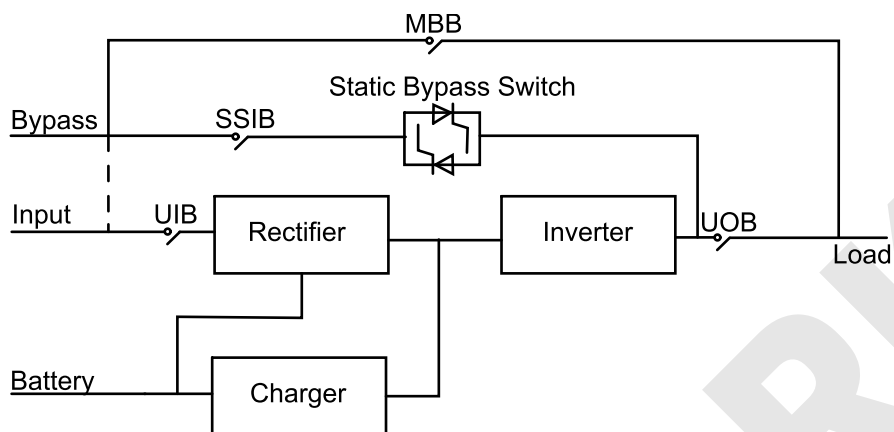 MBB
Static Bypass Switch
Bypass
SSIB
Input
UIB
Rectifier
Inverter
UOB
Load
Battery
Charger